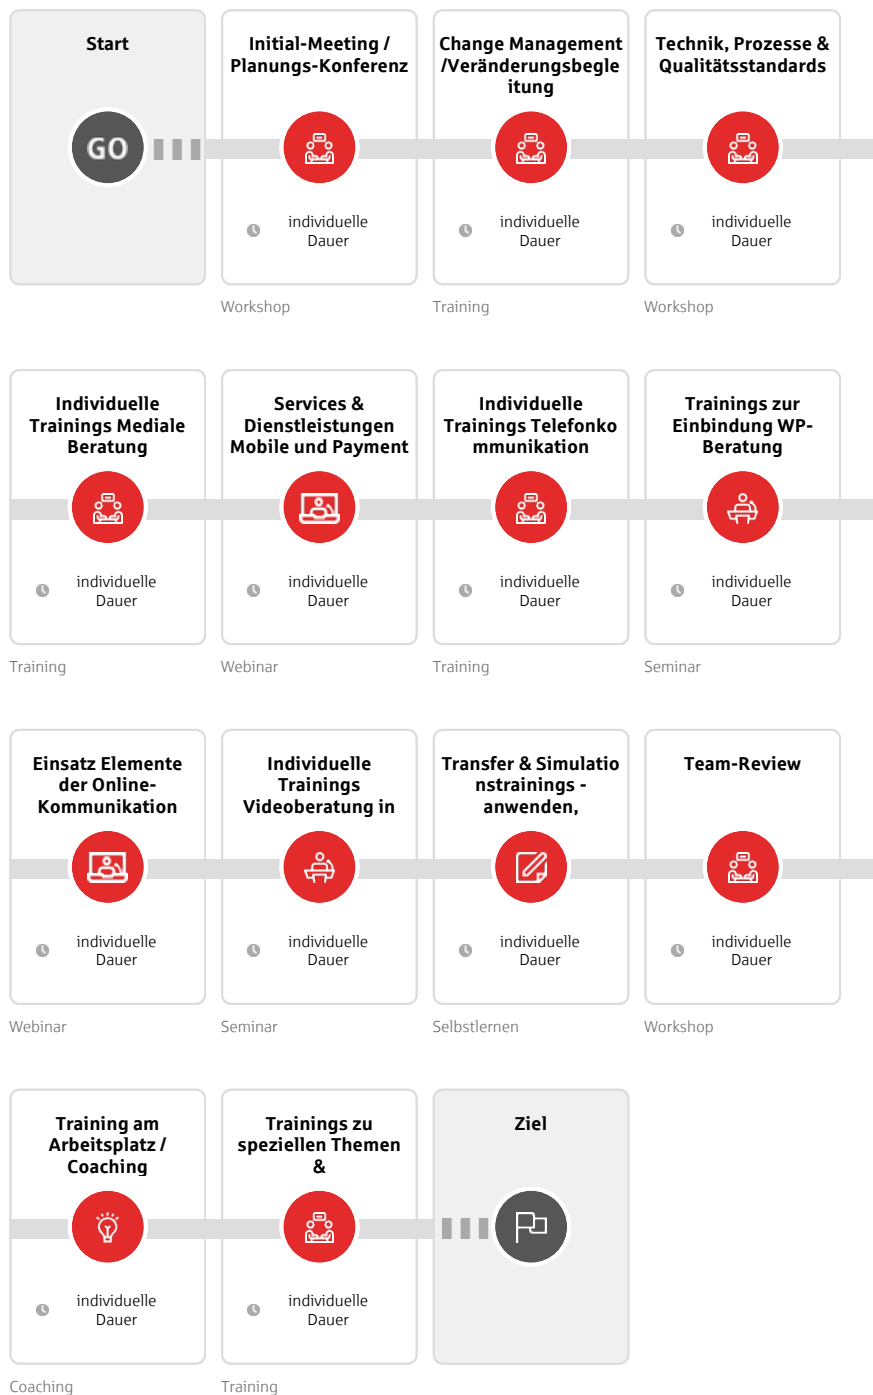 Start
Initial-Meeting /
Planungs-Konferenz
Change Management
/Veränderungsbegle
itung
Technik, Prozesse &
Qualitätsstandards
GO
individuelle
Dauer
individuelle
Dauer
individuelle
Dauer
Workshop
Training
Workshop
Individuelle
Trainings Mediale
Beratung
Services &
Dienstleistungen
Mobile und Payment
Individuelle
Trainings Telefonko
mmunikation
Trainings zur
Einbindung WP-
Beratung
individuelle
Dauer
individuelle
Dauer
individuelle
Dauer
individuelle
Dauer
Training
Webinar
Training
Seminar
Einsatz Elemente
der Online-
Kommunikation
Individuelle
Trainings
Videoberatung in
Transfer & Simulatio
nstrainings -
anwenden,
Team-Review
individuelle
Dauer
individuelle
Dauer
individuelle
Dauer
individuelle
Dauer
Webinar
Seminar
Selbstlernen
Workshop
Training am
Arbeitsplatz /
Coaching
Trainings zu
speziellen Themen
&
Ziel
individuelle
Dauer
individuelle
Dauer
Coaching
Training